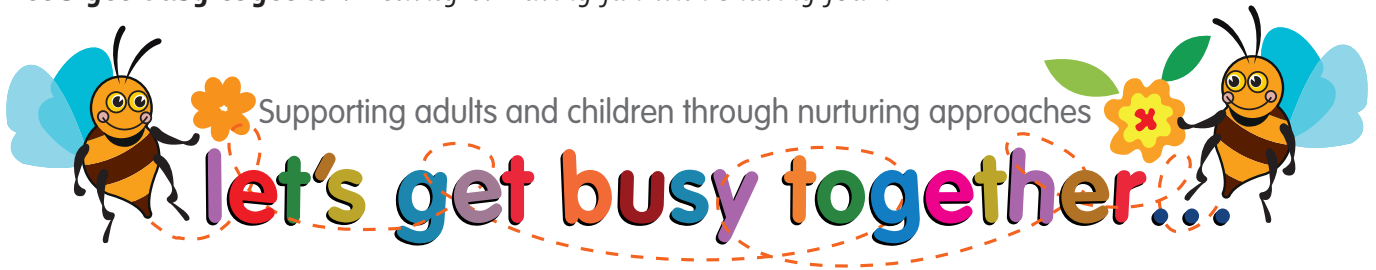 Supporting adults and children through nurturing approaches
let's get busy together...